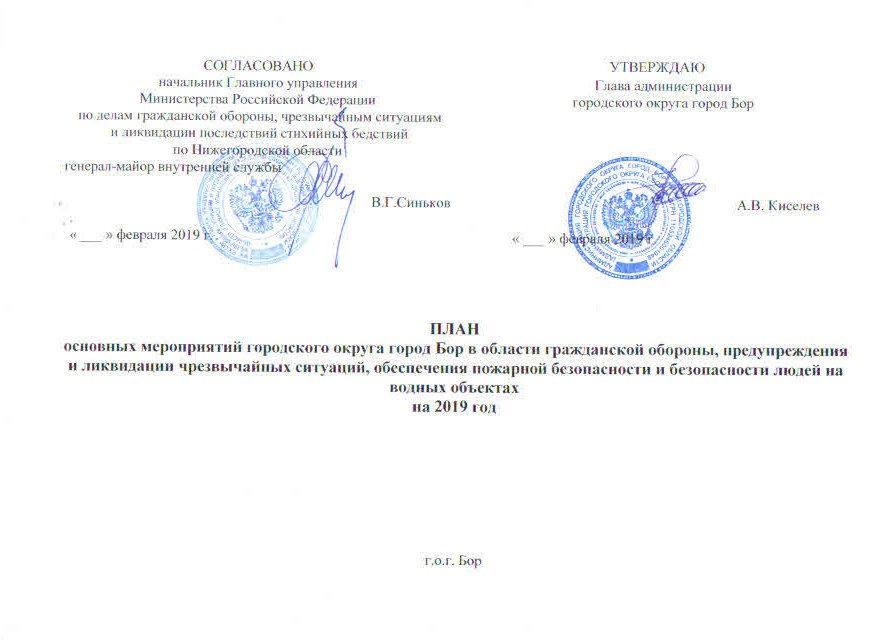 СОГЛАСОВАНО
начальник Главного управления
Министерства Российской Федерации
по делам гражданской обороны, чрезвычайным ситуациям
и ликвидации последствий стихийных бедствий
по Нижегородской области
генерал-майор внутренней службы
В.Г.Синьков
« ___ » февраля 2019 г.
УТВЕРЖДАЮ
Глава администрации
городского округа город Бор
А.В. Киселев
« ___ » февраля 2019 г.
ПЛАН
основных мероприятий городского округа город Бор в области гражданской обороны, предупреждения
и ликвидации чрезвычайных ситуаций, обеспечения пожарной безопасности и безопасности людей на
водных объектах
на 2019 год
г.о.г. Бор